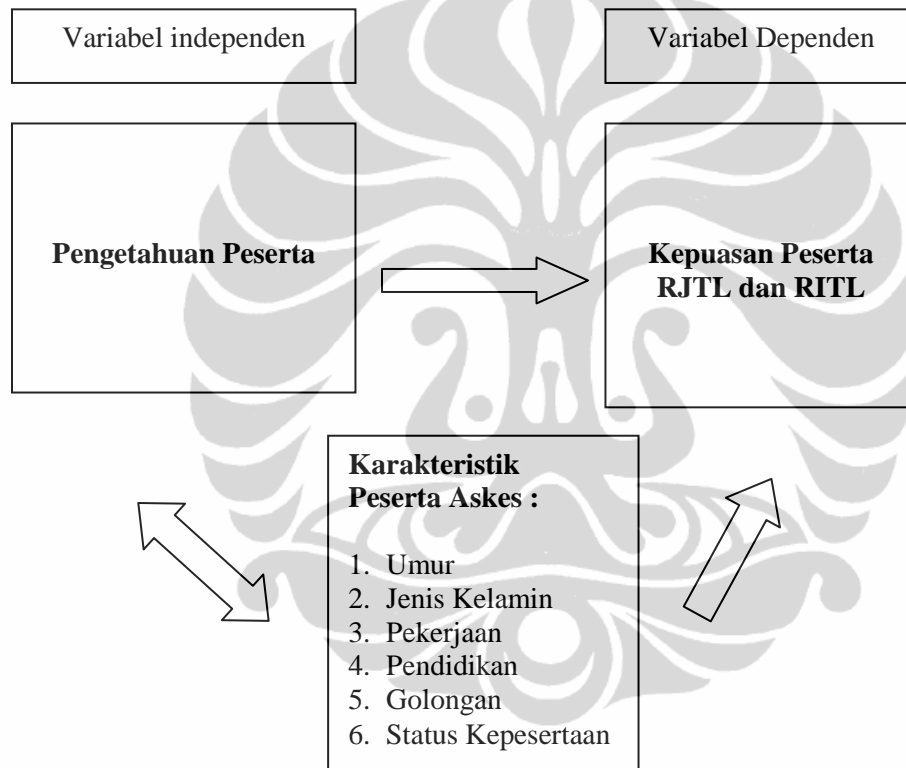 Variabel independen
Variabel Dependen
Pengetahuan Peserta
Kepuasan Peserta
RJTL dan RITL
Karakteristik
Peserta Askes :
1. Umur
2. Jenis Kelamin
3. Pekerjaan
4. Pendidikan
5. Golongan
6. Status Kepesertaan